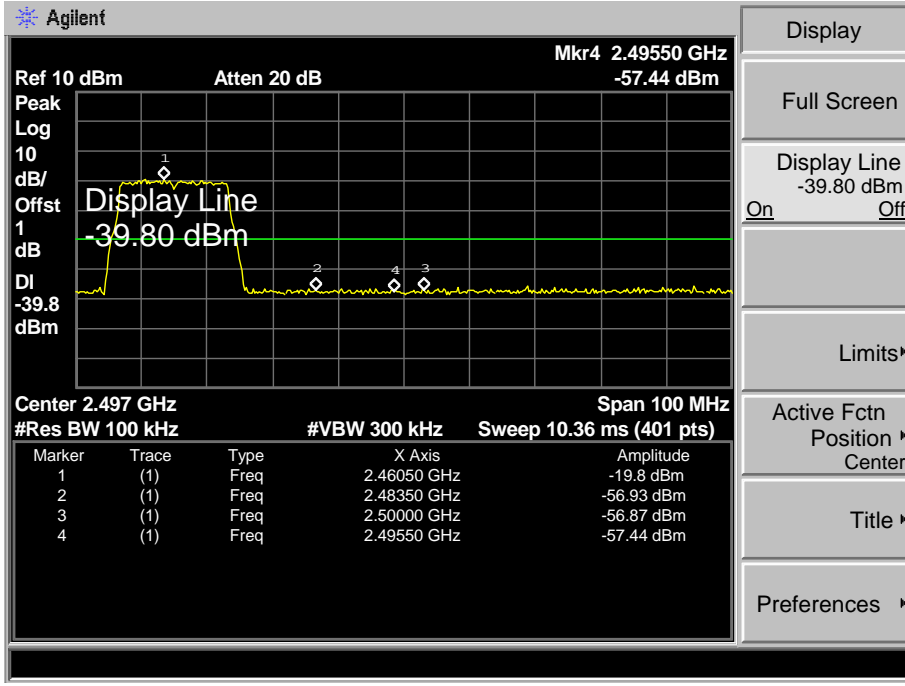 Agilent
Mkr4 2.49550 GHz
Ref 10 dBm Atten 20 dB -57.44 dBm
Peak
Log
10
dB/
Offst
1
dB
DI
-39.8
dBm
1
Display Line
-39.80 dBm
2 4 3
Center 2.497 GHz Span 100 MHz
#Res BW 100 kHz #VBW 300 kHz Sweep 10.36 ms (401 pts)
Marker Trace Type X Axis Amplitude
1 (1) Freq 2.46050 GHz -19.8 dBm
2 (1) Freq 2.48350 GHz -56.93 dBm
3 (1) Freq 2.50000 GHz -56.87 dBm
4 (1) Freq 2.49550 GHz -57.44 dBm
Display
Full Screen
Display Line
-39.80 dBm
On Off
Limits
Active Fctn
Position
Center
Title
Preferences